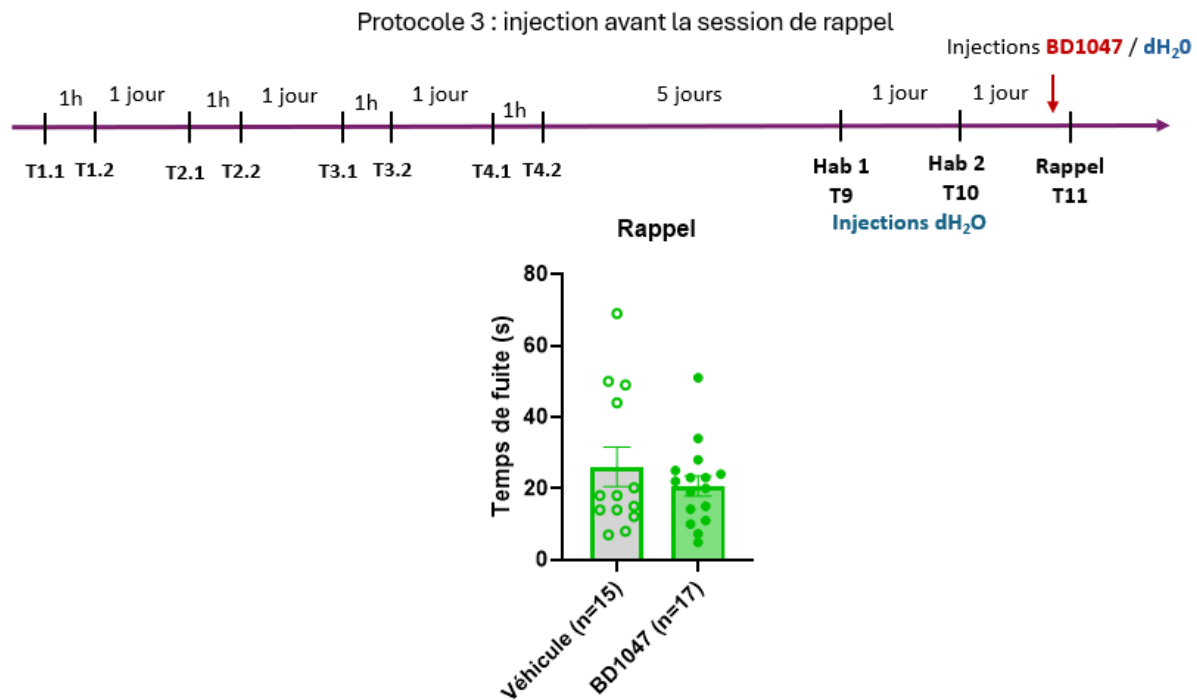 Protocole 3 : injection avant la session de rappel
Injections BD1047 / dH₂0
1h 1 jour 1h 1 jour 1h 1 jour 1h 5 jours 1 jour 1 jour
T1.1 T1.2 T2.1 T2.2 T3.1 T3.2 T4.1 T4.2
Hab 1
T9
Hab 2
T10
Rappel
T11
Injections dH₂O
Rappel
Temps de fuite (s)
80
60
40
20
0
Véhicule (n=15)
BD1047 (n=17)